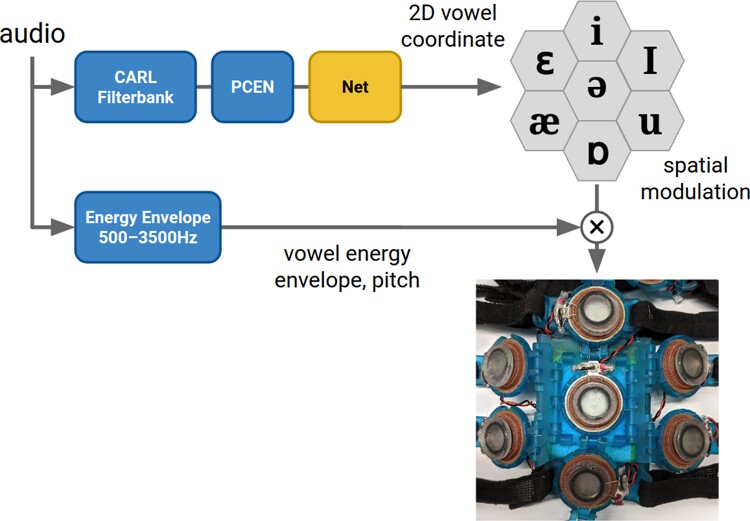 audio
CARL
Filterbank
PCEN
Net
2D vowel
coordinate
i
ɛ
I
ə
æ
u
ɒ
spatial
modulation
Energy Envelope
500–3500Hz
×
vowel energy
envelope, pitch